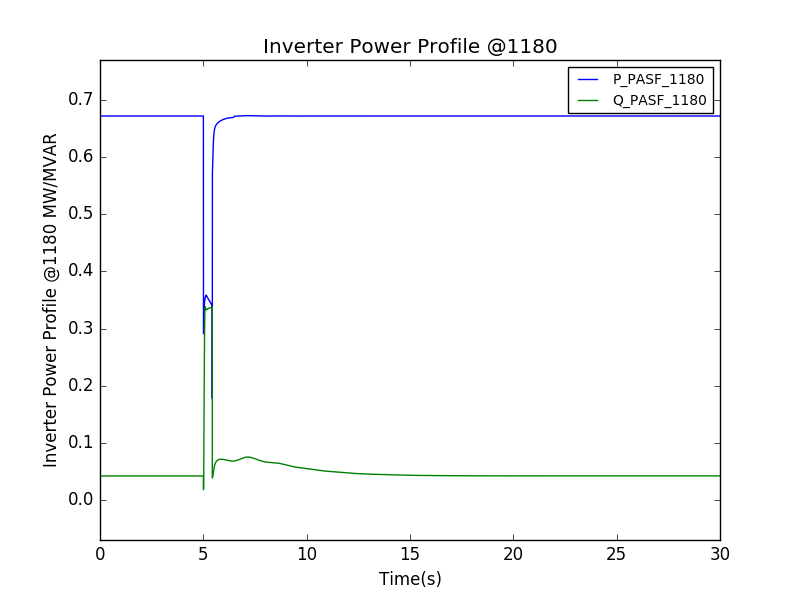 Inverter Power Profile @1180
P_PASF_1180
Q_PASF_1180
Inverter Power Profile @1180 MW/MVAR
0.7
0.6
0.5
0.4
0.3
0.2
0.1
0.0
0 5 10 15 20 25 30
Time(s)